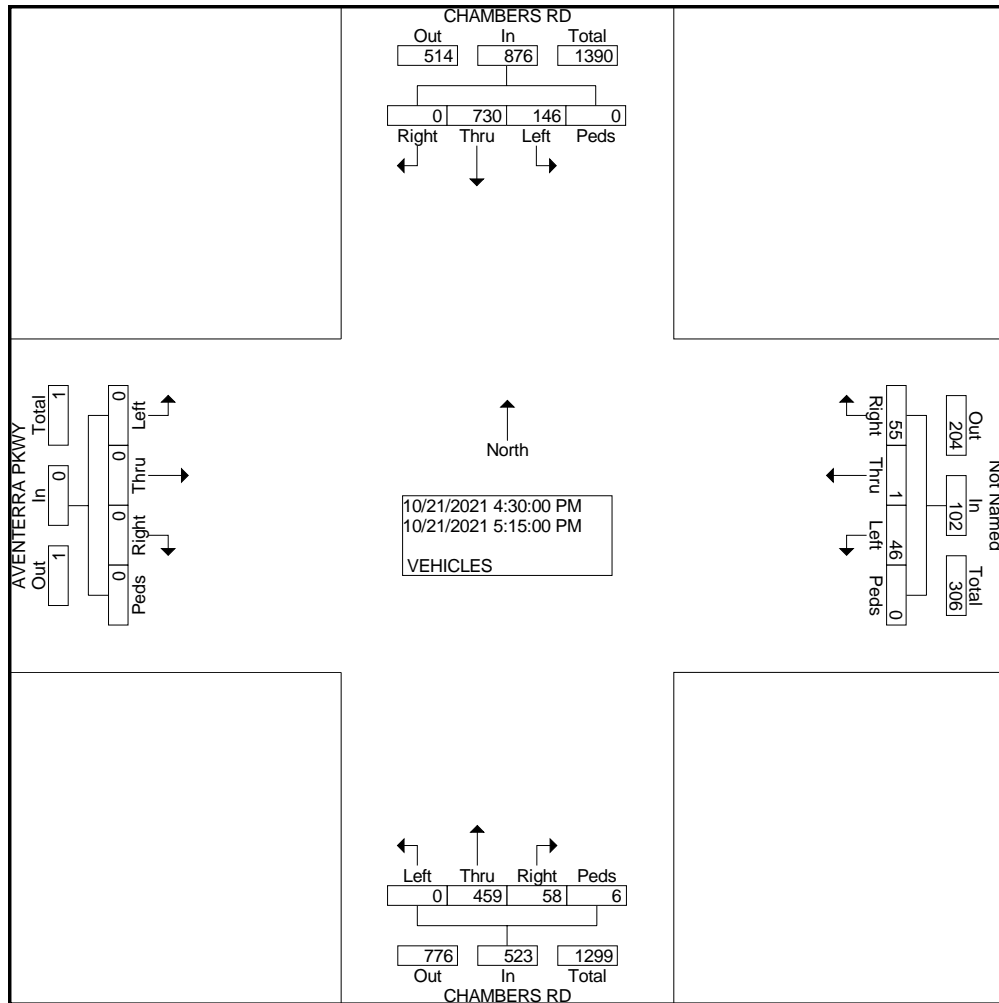 CHAMBERS RD
Out In Total
514 876 1390
0 730 146 0
Right Thru Left Peds
AVENTERRA PKWY
Total In Out
1 0 1
0 0 0 0
Left Thru Right Peds
North
10/21/2021 4:30:00 PM
10/21/2021 5:15:00 PM
VEHICLES
Not Named
Out In Total
204 102 306
55 1 46 0
Right Thru Left Peds
Left Thru Right Peds
0 459 58 6
776 523 1299
Out In Total
CHAMBERS RD